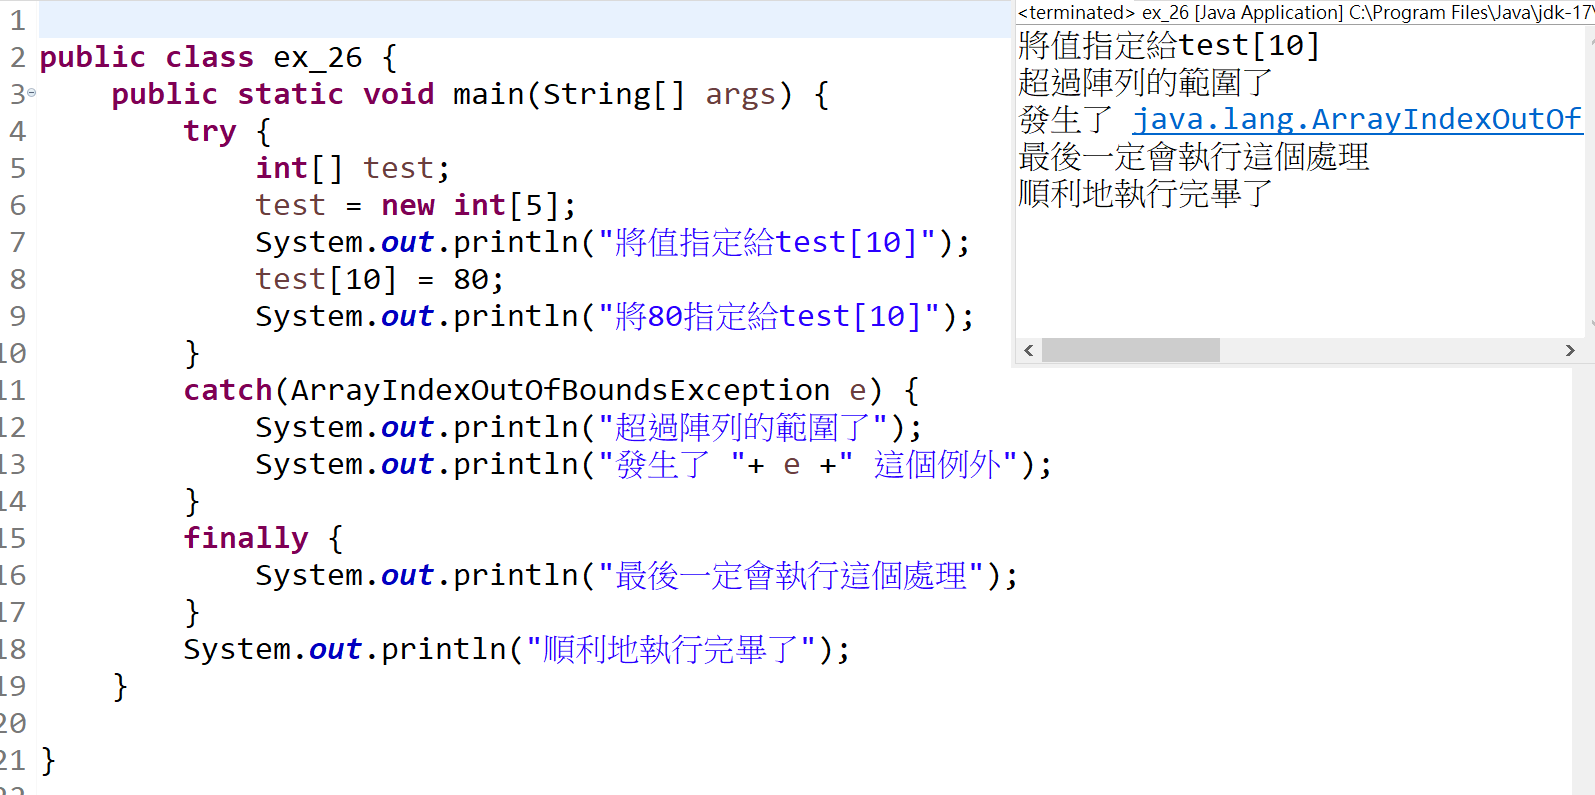 1
2 public class ex_26 {
3 public static void main(String[] args) {
4 try {
5 int[] test;
6 test = new int[5];
7 System.out.println("將值指定給test[10]");
8 test[10] = 80;
9 System.out.println("將80指定給test[10]");
10 }
11 catch(ArrayIndexOutOfBoundsException e) {
12 System.out.println("超過陣列的範圍了");
13 System.out.println("發生了 "+ e +" 這個例外");
14 }
15 finally {
16 System.out.println("最後一定會執行這個處理");
17 }
18 System.out.println("順利地執行完畢了");
19 }
20
21 }
<terminated> ex_26 [Java Application] C:\Program Files\Java\jdk-17\
將值指定給test[10]
超過陣列的範圍了
發生了 java.lang.ArrayIndexOutOf
最後一定會執行這個處理
順利地執行完畢了